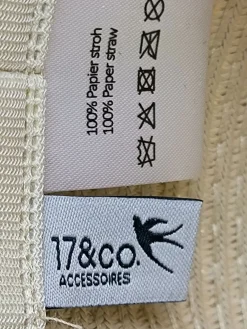 100% Papier stroh
100% Paper straw
17&co.
ACCESSOIRES